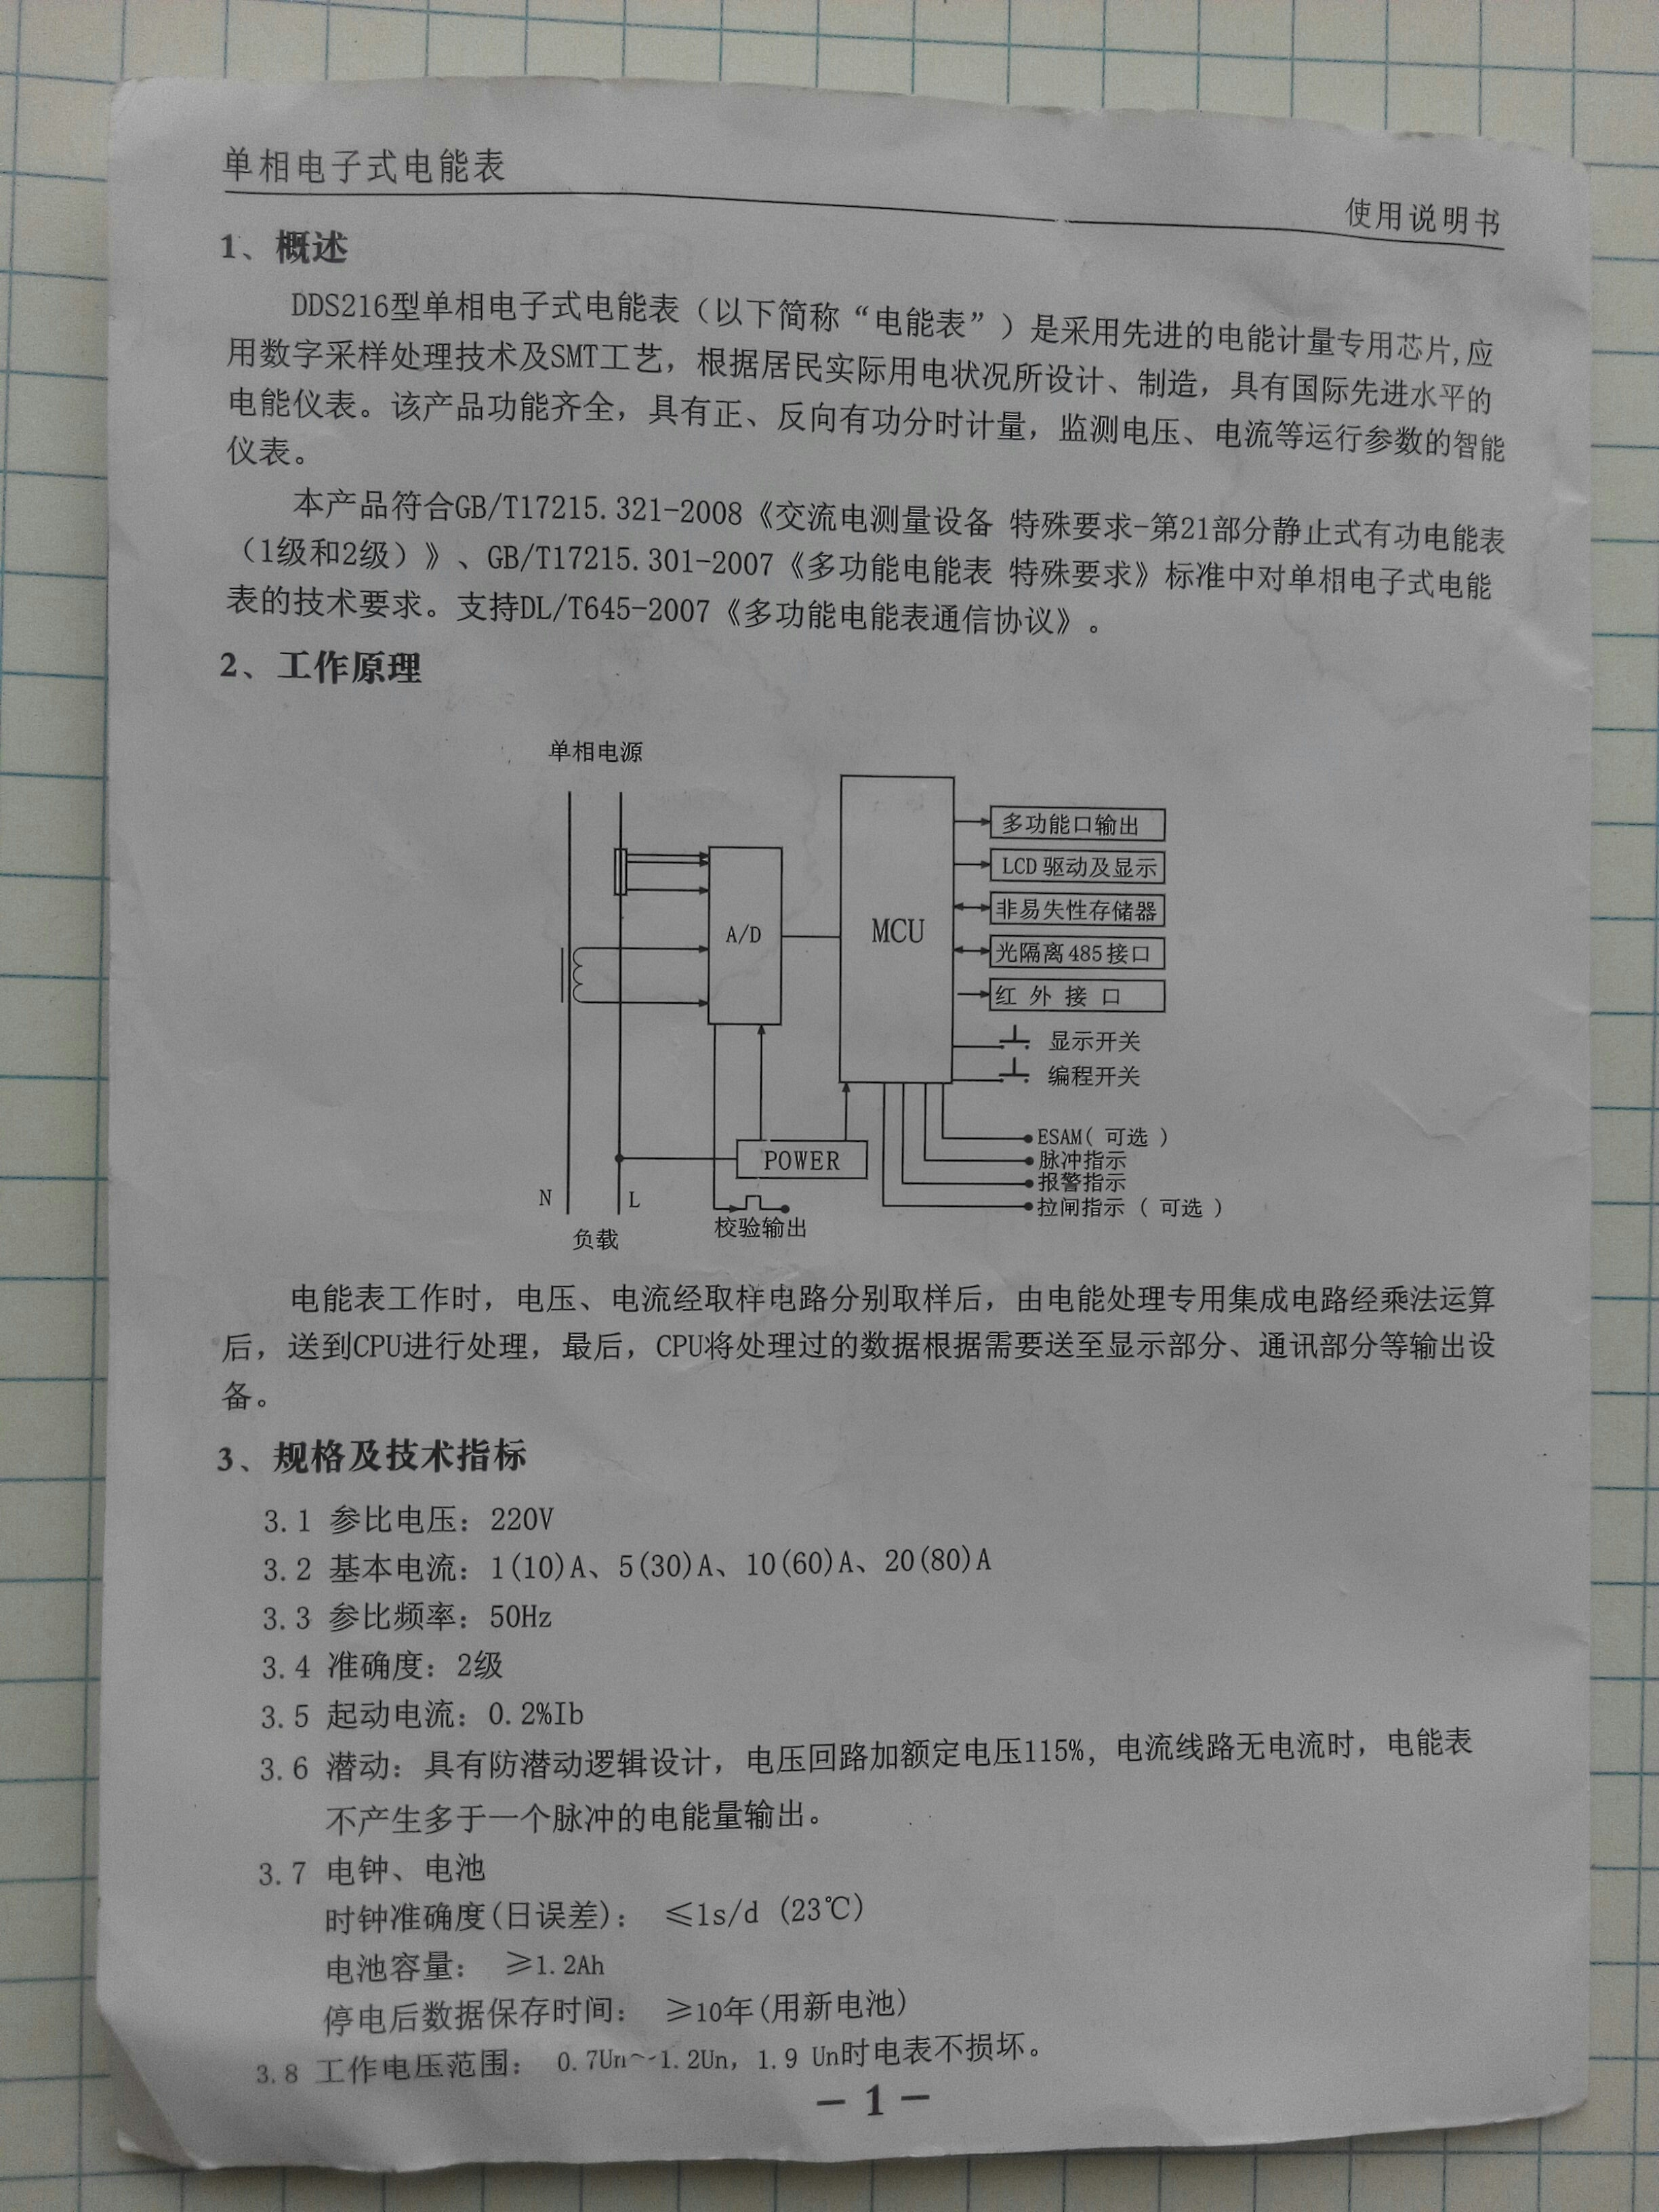 单相电子式电能表
使用说明书
1、概述
DDS216型单相电子式电能表（以下简称“电能表”）是采用先进的电能计量专用芯片,应
用数字采样处理技术及SMT工艺，根据居民实际用电状况所设计、制造，具有国际先进水平的
电能仪表。该产品功能齐全，具有正、反向有功分时计量，监测电压、电流等运行参数的智能
仪表。
本产品符合GB/T17215.321-2008《交流电测量设备 特殊要求-第21部分静止式有功电能表
（1级和2级）》、GB/T17215.301-2007《多功能电能表 特殊要求》标准中对单相电子式电能
表的技术要求。支持DL/T645-2007《多功能电能表通信协议》。
2、工作原理
单相电源
多功能口输出
LCD 驱动及显示
非易失性存储器
光隔离485接口
红 外 接 口
A/D
MCU
显示开关
编程开关
POWER
ESAM( 可选 )
脉冲指示
报警指示
拉闸指示 ( 可选 )
N
L
校验输出
负载
电能表工作时，电压、电流经取样电路分别取样后，由电能处理专用集成电路经乘法运算
后，送到CPU进行处理，最后，CPU将处理过的数据根据需要送至显示部分、通讯部分等输出设
备。
3、规格及技术指标
3.1 参比电压：220V
3.2 基本电流：1(10)A、5(30)A、10(60)A、20(80)A
3.3 参比频率：50Hz
3.4 准确度：2级
3.5 起动电流：0.2%Ib
3.6 潜动：具有防潜动逻辑设计，电压回路加额定电压115%，电流线路无电流时，电能表
不产生多于一个脉冲的电能量输出。
3.7 电钟、电池
时钟准确度(日误差)： ≤1s/d (23℃)
电池容量： ≥1.2Ah
停电后数据保存时间： ≥10年(用新电池)
3.8 工作电压范围： 0.7Un~1.2Un，1.9 Un时电表不损坏。
－1－